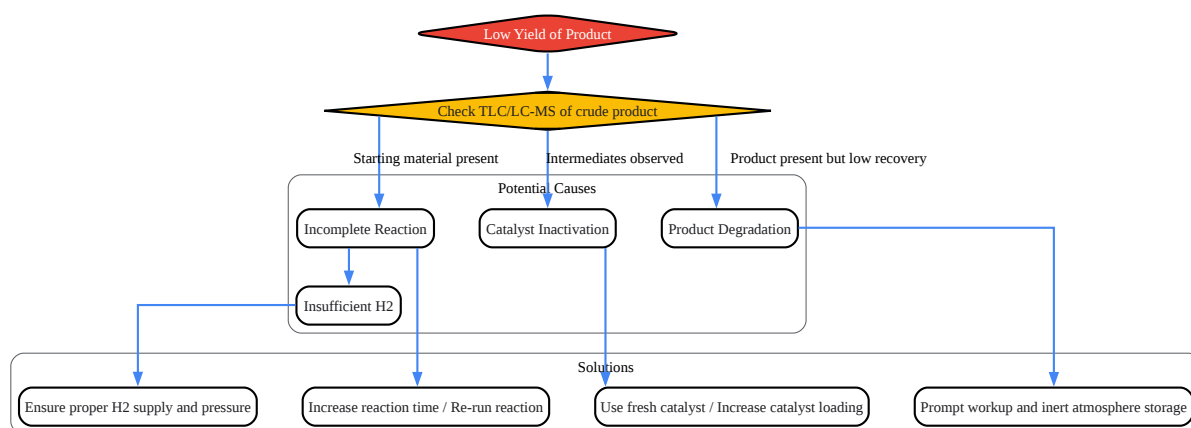 Low Yield of Product
Check TLC/LC-MS of crude product
Starting material present
Intermediates observed
Product present but low recovery
Potential Causes
Incomplete Reaction
Catalyst Inactivation
Product Degradation
Insufficient H2
Solutions
Ensure proper H2 supply and pressure
Increase reaction time / Re-run reaction
Use fresh catalyst / Increase catalyst loading
Prompt workup and inert atmosphere storage